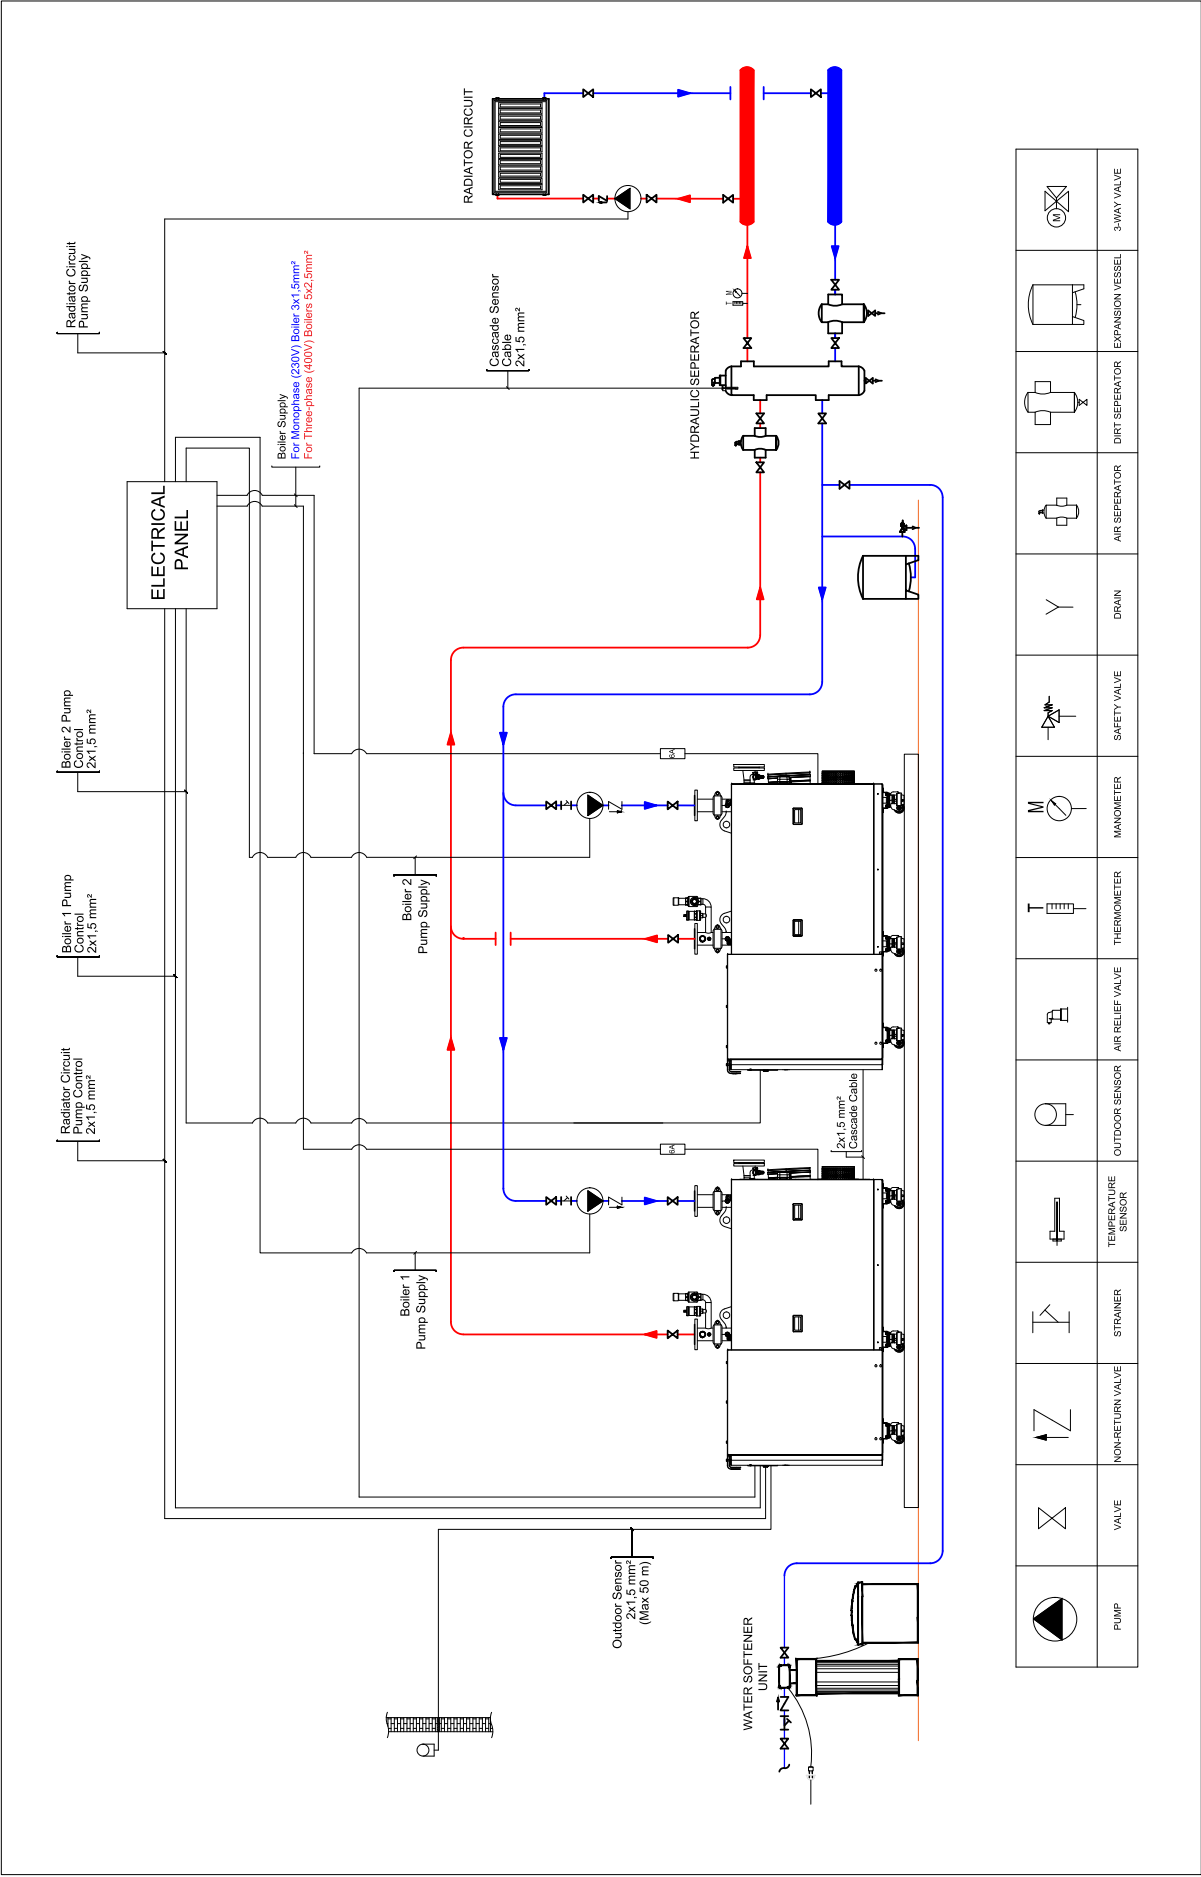 Radiator Circuit
Pump Control
2x1,5 mm²
Boiler 1 Pump
Control
2x1,5 mm²
Boiler 2 Pump
Control
2x1,5 mm²
Radiator Circuit
Pump Supply
ELECTRICAL
PANEL
Boiler Supply
For Monophase (230V) Boiler 3x1,5mm²
For Three-phase (400V) Boilers 5x2,5mm²
RADIATOR CIRCUIT
Boiler 1
Pump Supply
Boiler 2
Pump Supply
Cascade Sensor
Cable
2x1,5 mm²
Outdoor Sensor
2x1,5 mm²
(Max 50 m)
6A
6A
HYDRAULIC SEPERATOR
T
M
WATER SOFTENER
UNIT
2x1,5 mm²
Cascade Cable
T
M
M
PUMP
VALVE
NON-RETURN VALVE
STRAINER
TEMPERATURE
SENSOR
OUTDOOR SENSOR
AIR RELIEF VALVE
THERMOMETER
MANOMETER
SAFETY VALVE
DRAIN
AIR SEPERATOR
DIRT SEPERATOR
EXPANSION VESSEL
3-WAY VALVE